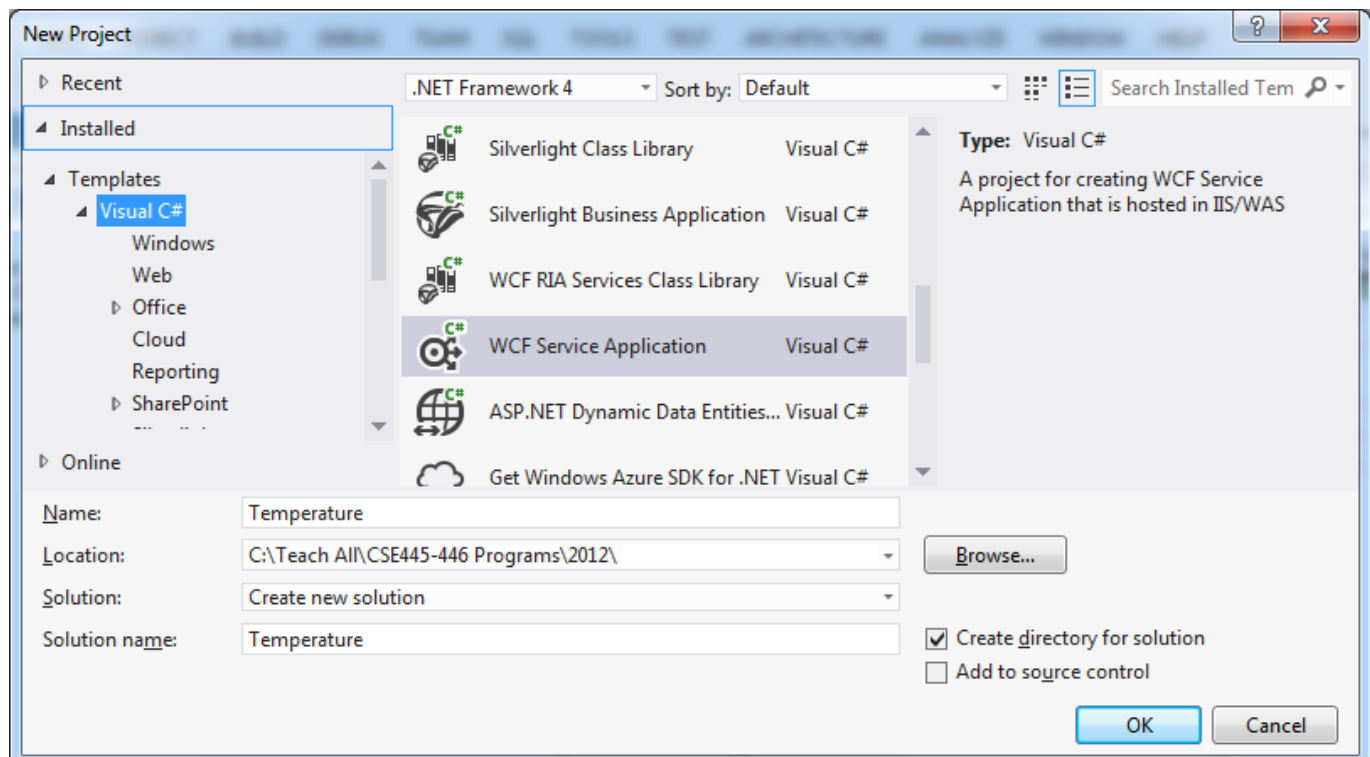 New Project
?
X
Recent
Installed
Templates
Visual C#
Windows
Web
Office
Cloud
Reporting
SharePoint
Online
.NET Framework 4
Sort by: Default
Search Installed Tem
C# Silverlight Class Library Visual C#
C# Silverlight Business Application Visual C#
C# WCF RIA Services Class Library Visual C#
C# WCF Service Application Visual C#
C# ASP.NET Dynamic Data Entities... Visual C#
Get Windows Azure SDK for .NET Visual C#
Type: Visual C#
A project for creating WCF Service
Application that is hosted in IIS/WAS
Name: Temperature
Location: C:\Teach All\CSE445-446 Programs\2012\
Browse...
Solution: Create new solution
Solution name: Temperature
Create directory for solution
Add to source control
OK
Cancel